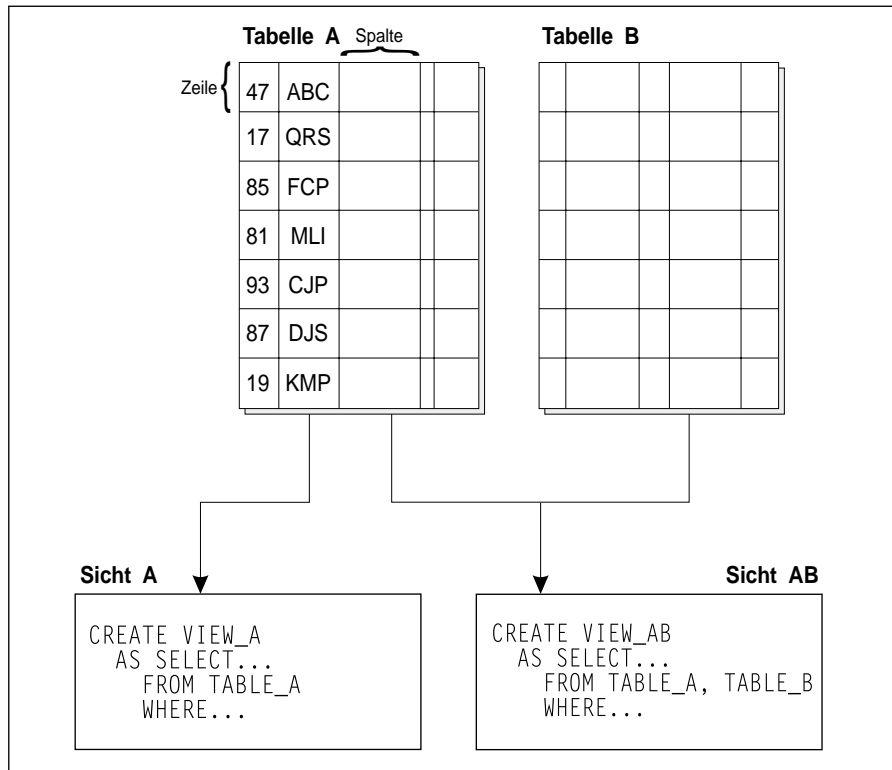 Tabelle A Spalte Tabelle B
Zeile
47 ABC
17 QRS
85 FCP
81 MLI
93 CJP
87 DJS
19 KMP
Sicht A
CREATE VIEW_A
AS SELECT...
FROM TABLE_A
WHERE...
Sicht AB
CREATE VIEW_AB
AS SELECT...
FROM TABLE_A, TABLE_B
WHERE...